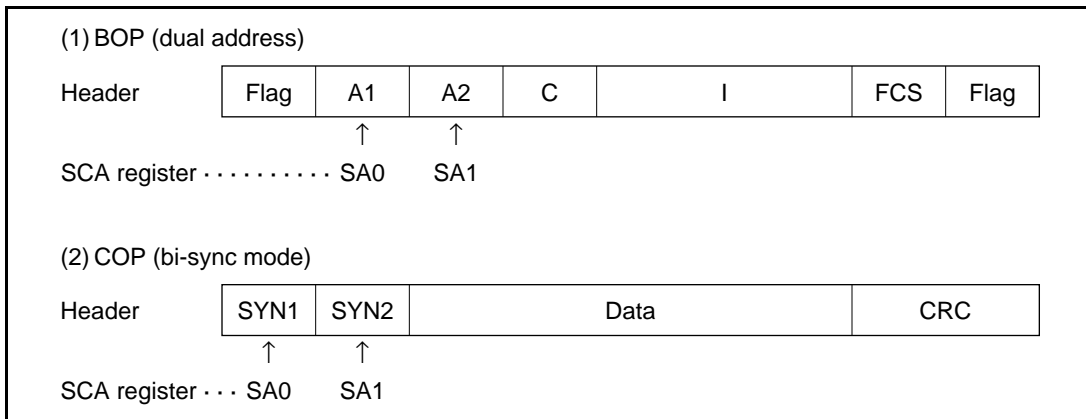 (1) BOP (dual address)
Header Flag A1 A2 C I FCS Flag
↑ ↑
SCA register · · · · · · · · · · SA0 SA1
(2) COP (bi-sync mode)
Header SYN1 SYN2 Data CRC
↑ ↑
SCA register · · · SA0 SA1